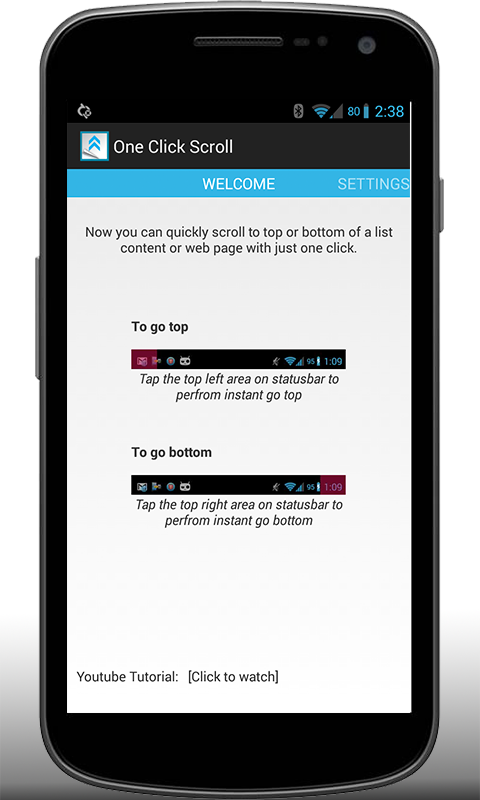 80 2:38
One Click Scroll
WELCOME SETTINGS
Now you can quickly scroll to top or bottom of a list
content or web page with just one click.
To go top
95 1:09
Tap the top left area on statusbar to
perfrom instant go top
To go bottom
95 1:09
Tap the top right area on statusbar to
perfrom instant go bottom
Youtube Tutorial: [Click to watch]